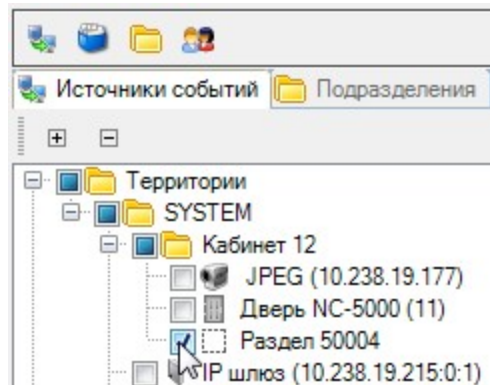 Источники событий Подразделения
Территории
SYSTEM
Кабинет 12
JPEG (10.238.19.177)
Дверь NC-5000 (11)
Раздел 50004
IP шлюз (10.238.19.215:0:1)